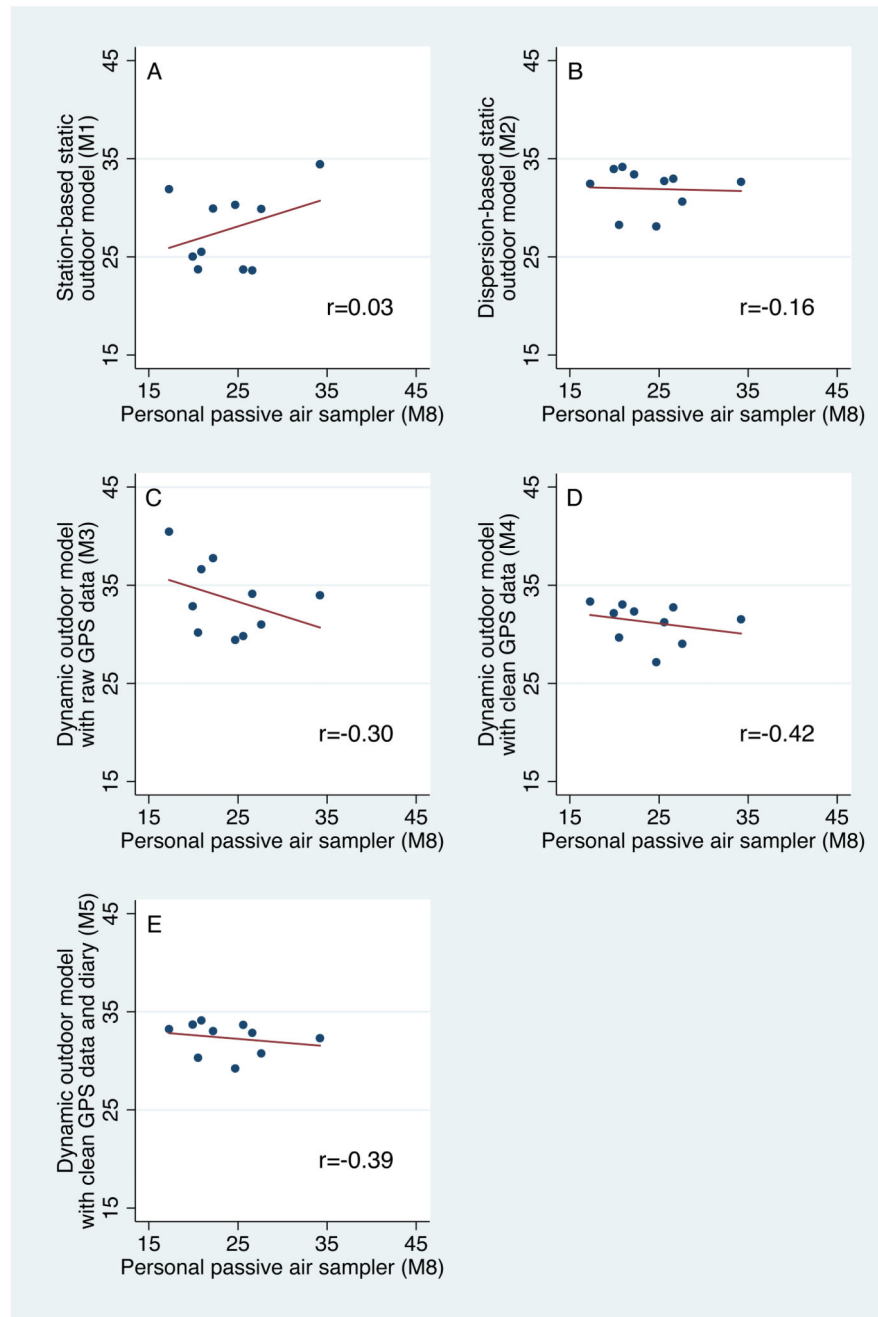 A
Station-based static
outdoor model (M1)
45
35
25
15
r=0.03
15 25 35 45
Personal passive air sampler (M8)
B
Dispersion-based static
outdoor model (M2)
45
35
25
15
r=-0.16
15 25 35 45
Personal passive air sampler (M8)
C
Dynamic outdoor model
with raw GPS data (M3)
45
35
25
15
r=-0.30
15 25 35 45
Personal passive air sampler (M8)
D
Dynamic outdoor model
with clean GPS data (M4)
45
35
25
15
r=-0.42
15 25 35 45
Personal passive air sampler (M8)
E
Dynamic outdoor model
with clean GPS data and diary (M5)
45
35
25
15
r=-0.39
15 25 35 45
Personal passive air sampler (M8)